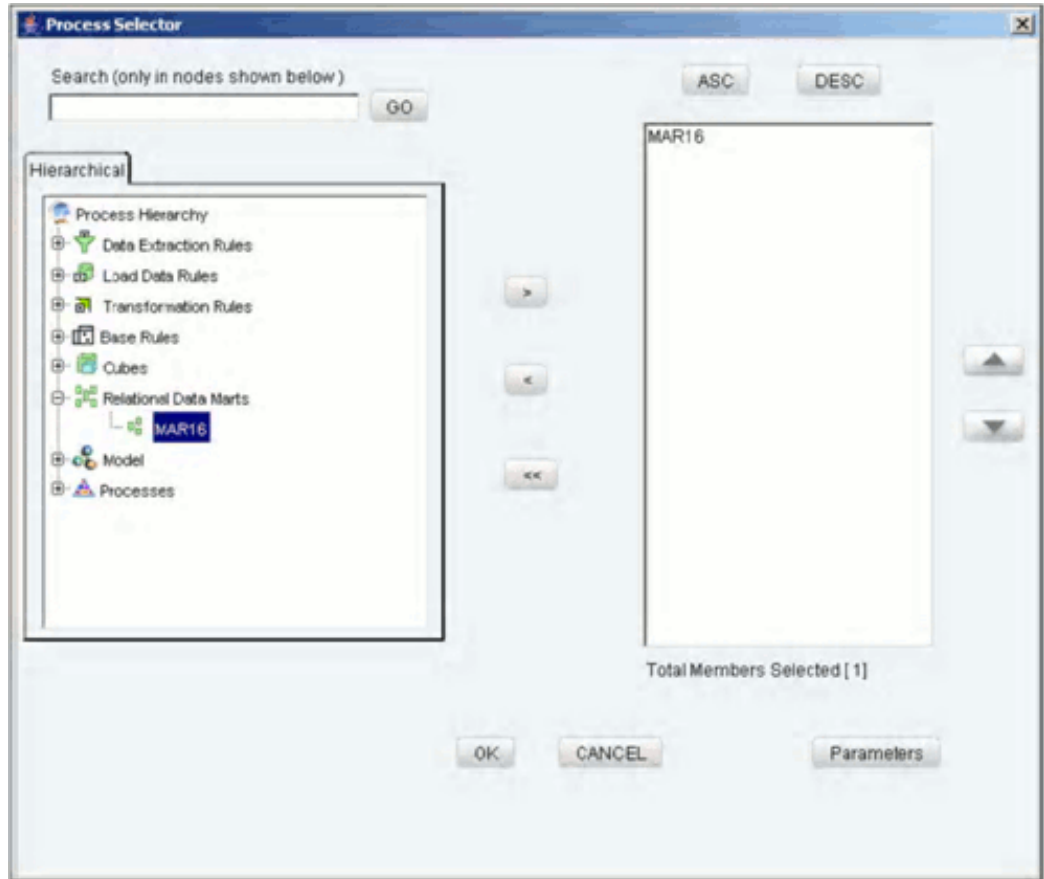 Process Selector
Search (only in nodes shown below )
GO
ASC
DESC
Hierarchical
Process Hierarchy
Data Extraction Rules
Load Data Rules
Transformation Rules
Base Rules
Cubes
Relational Data Marts
MAR16
Model
Processes
>
<
<<
MAR16
Total Members Selected [ 1]
OK
CANCEL
Parameters